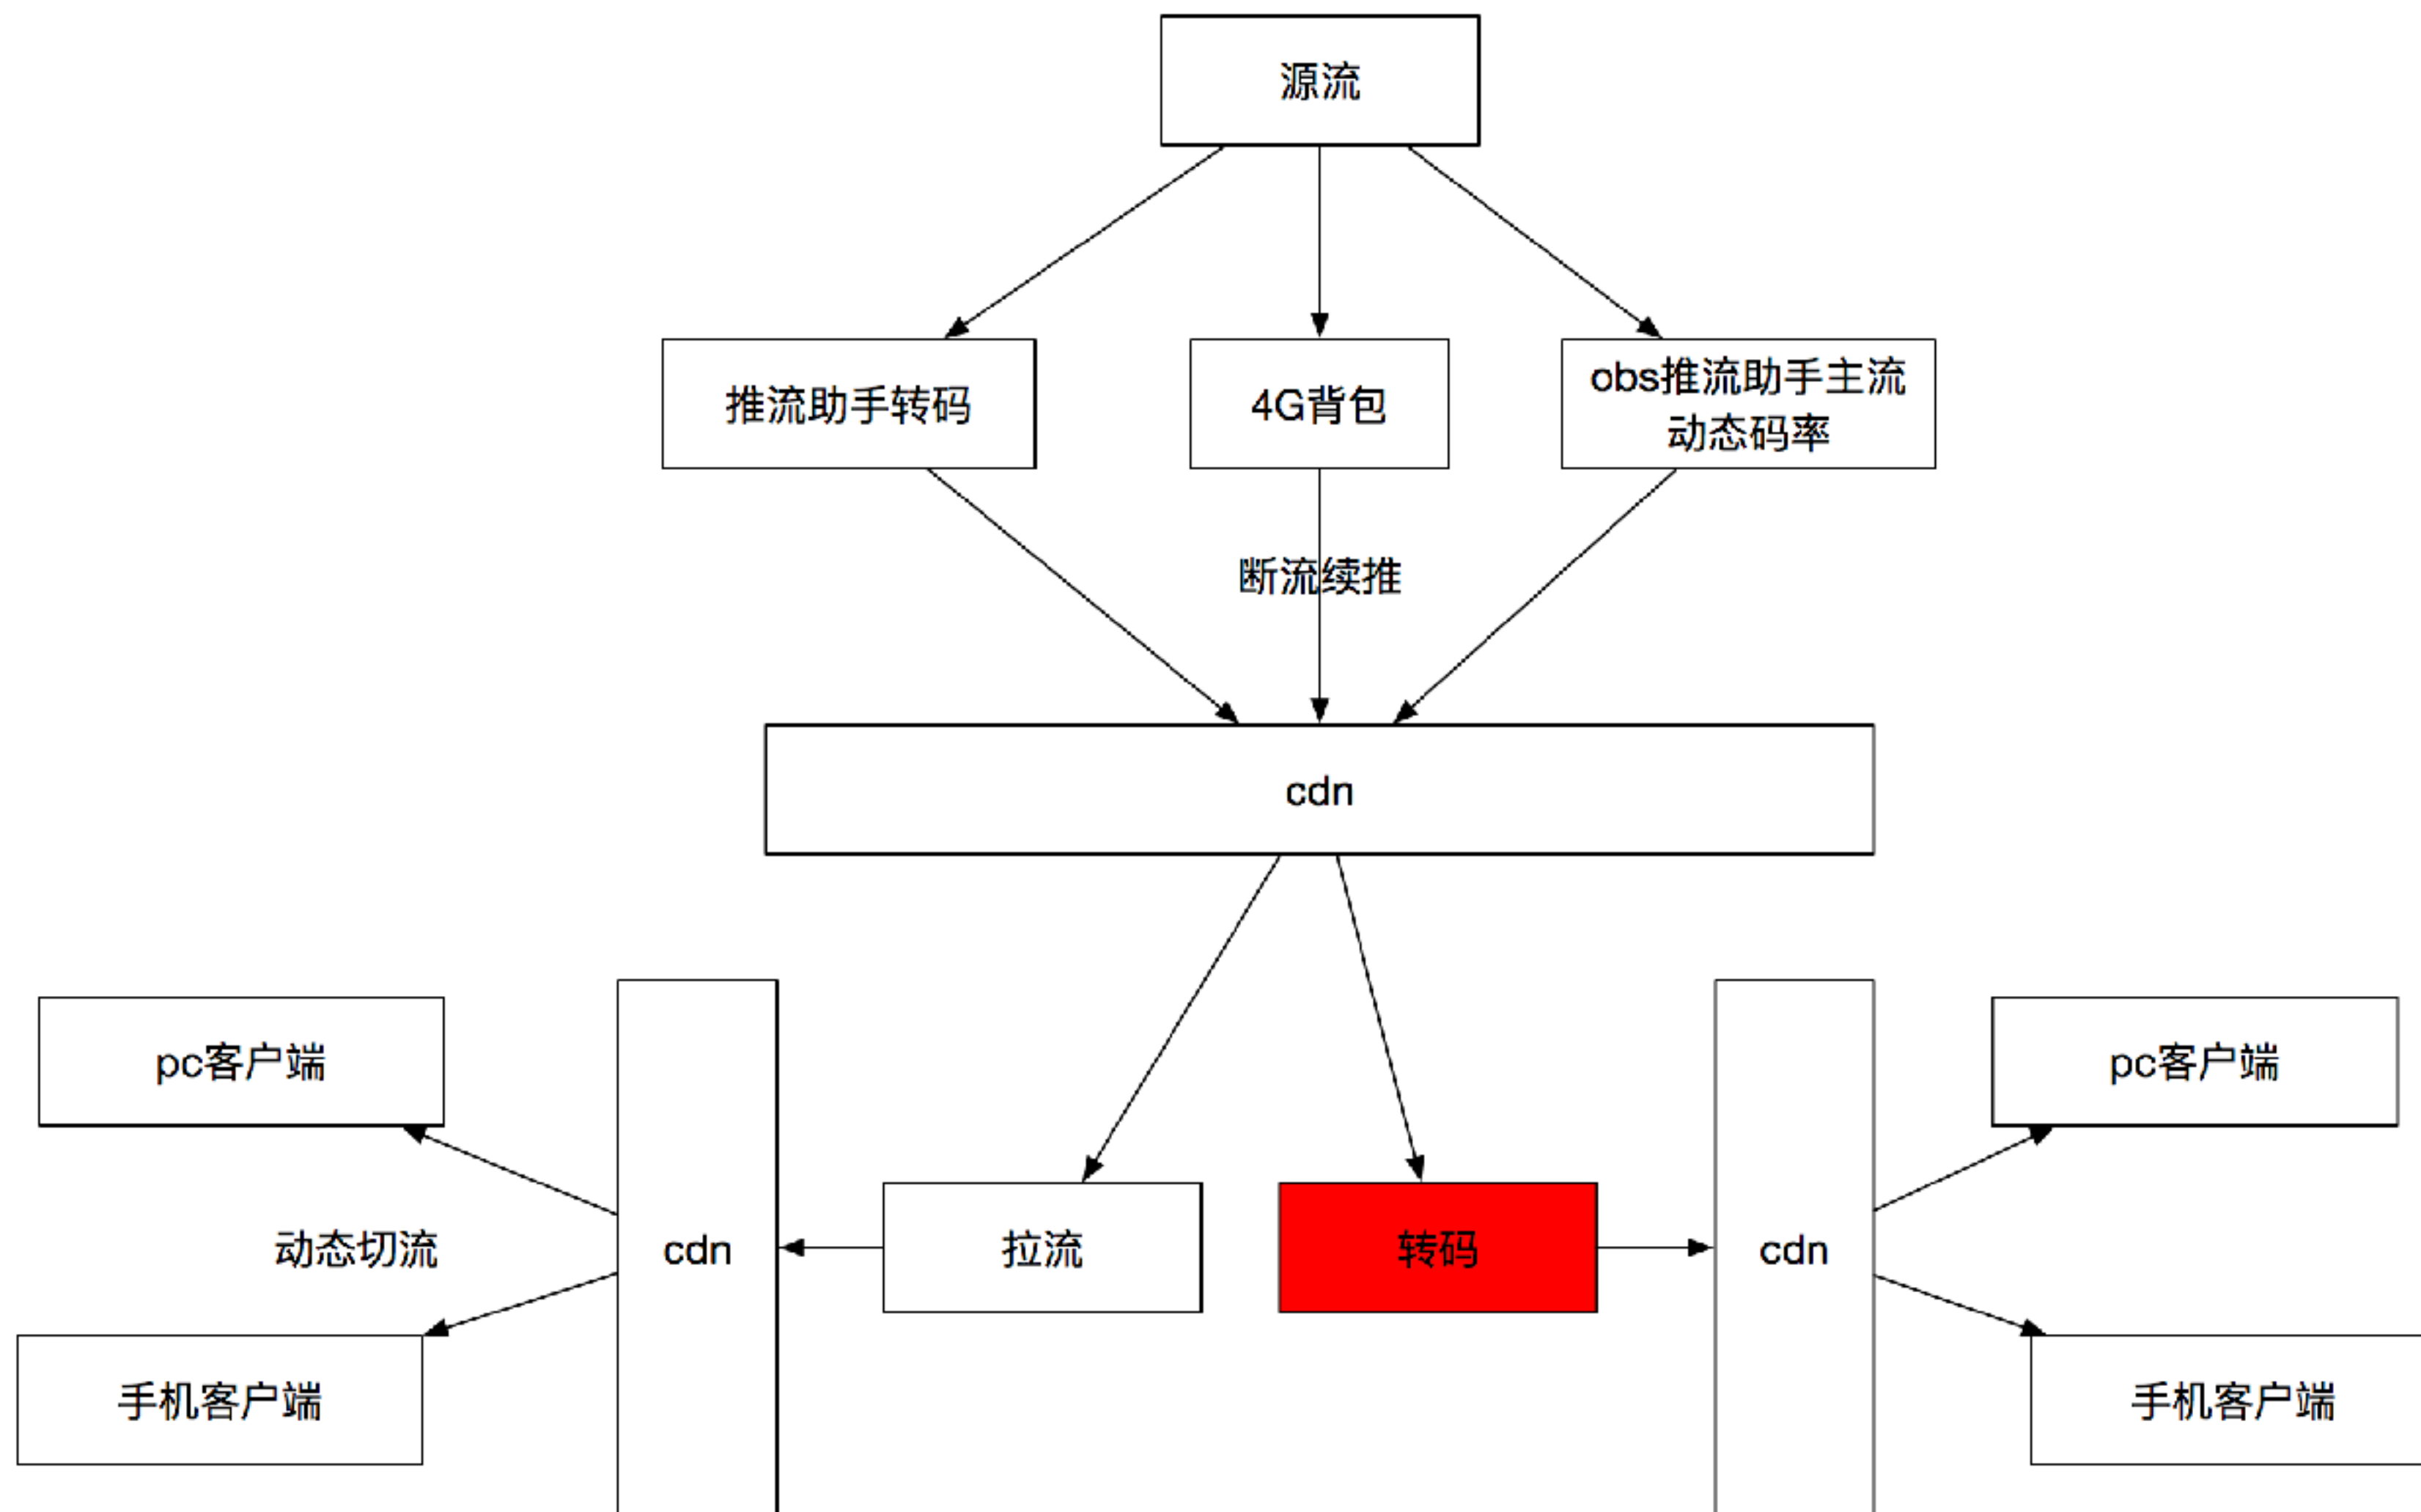 源流
推流助手转码
4G背包
obs推流助手主流
动态码率
断流续推
cdn
pc客户端
pc客户端
动态切流
cdn
拉流
转码
cdn
手机客户端
手机客户端